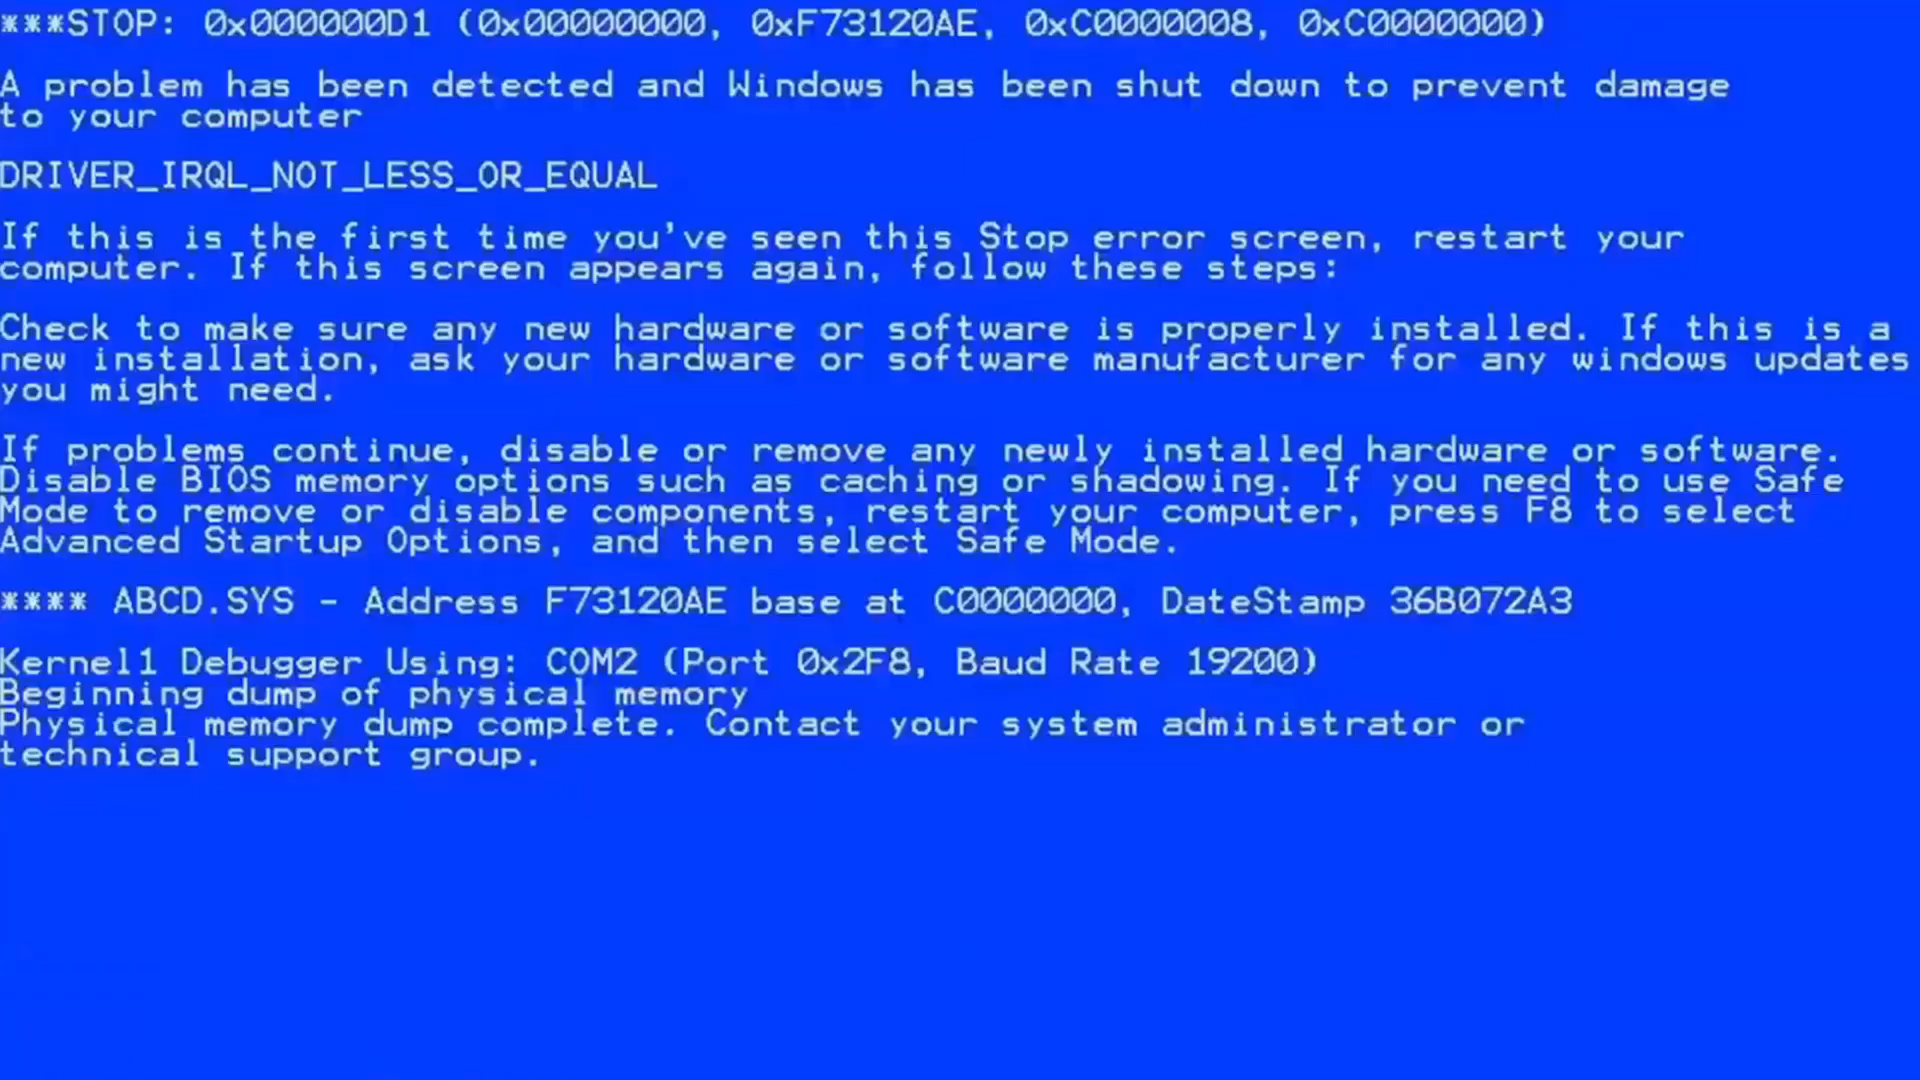 ***STOP: 0x000000D1 (0x00000000, 0xF73120AE, 0xC0000008, 0xC0000000)
A problem has been detected and Windows has been shut down to prevent damage
to your computer
DRIVER_IRQL_NOT_LESS_OR_EQUAL
If this is the first time you've seen this Stop error screen, restart your
computer. If this screen appears again, follow these steps:
Check to make sure any new hardware or software is properly installed. If this is a
new installation, ask your hardware or software manufacturer for any windows updates
you might need.
If problems continue, disable or remove any newly installed hardware or software.
Disable BIOS memory options such as caching or shadowing. If you need to use Safe
Mode to remove or disable components, restart your computer, press F8 to select
Advanced Startup Options, and then select Safe Mode.
**** ABCD.SYS - Address F73120AE base at C0000000, DateStamp 36B072A3
Kernel1 Debugger Using: COM2 (Port 0x2F8, Baud Rate 19200)
Beginning dump of physical memory
Physical memory dump complete. Contact your system administrator or
technical support group.